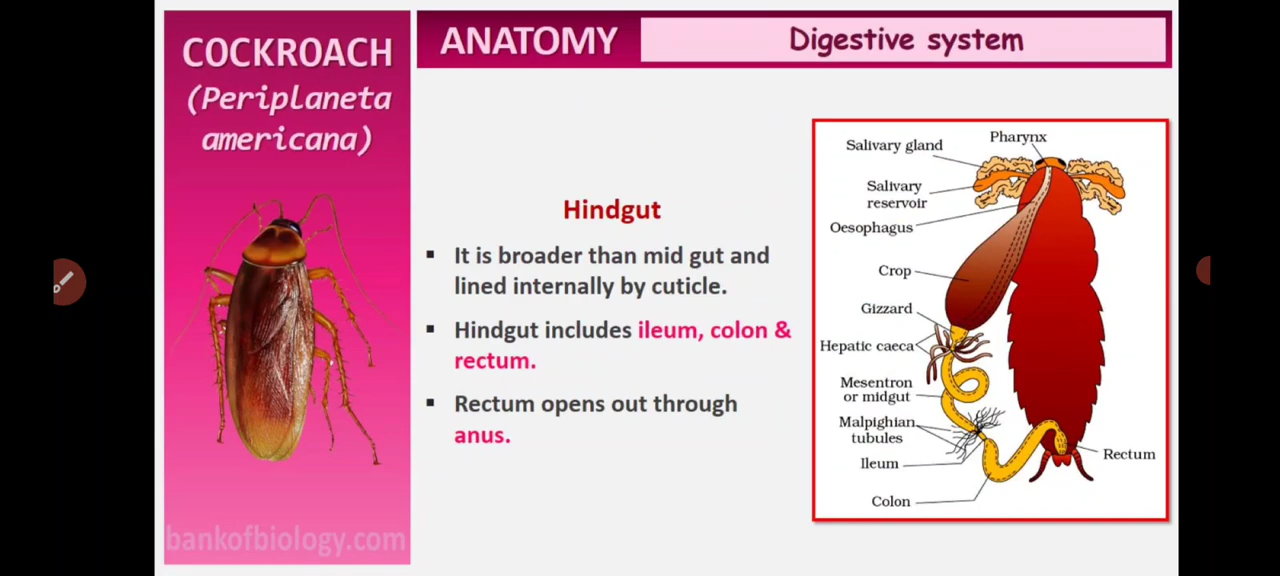 COCKROACH
(Periplaneta
americana)
bankofbiology.com
ANATOMY
Digestive system
Hindgut
▪ It is broader than mid gut and
lined internally by cuticle.
▪ Hindgut includes ileum, colon &
rectum.
▪ Rectum opens out through
anus.
Pharynx
Salivary gland
Salivary
reservoir
Oesophagus
Crop
Gizzard
Hepatic caeca
Mesentron
or midgut
Malpighian
tubules
Ileum
Rectum
Colon